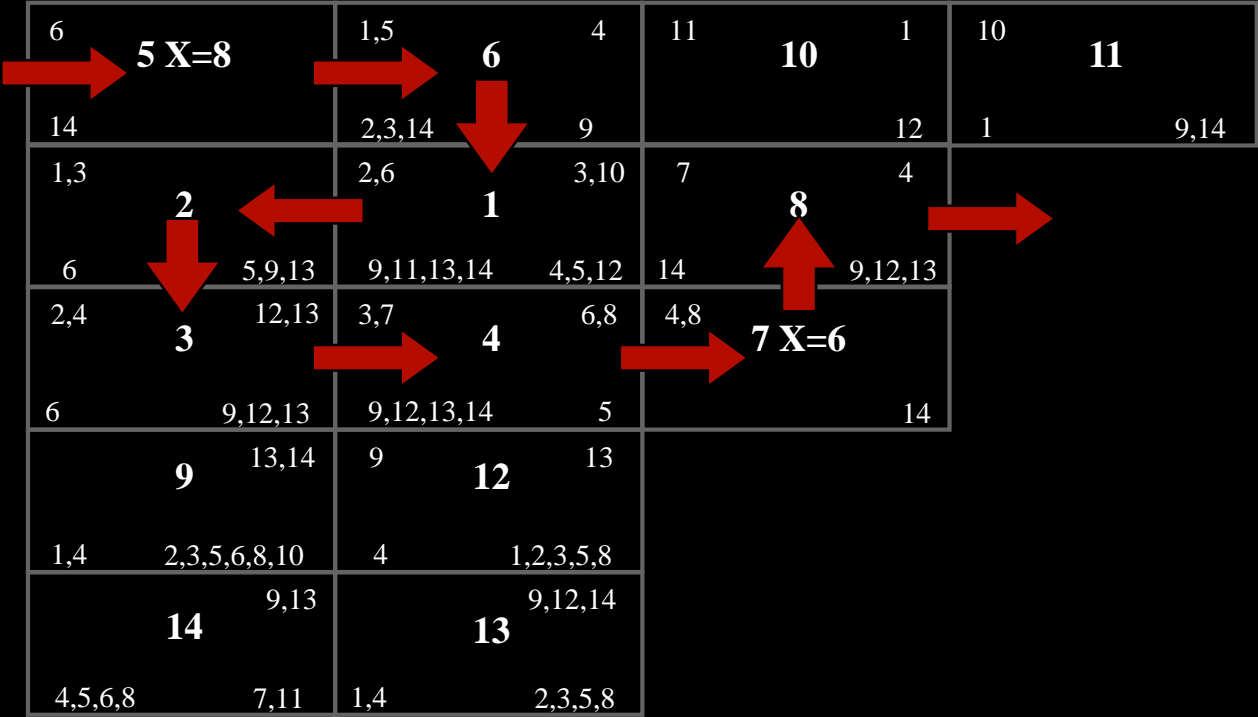 6 1,5 4 11 1 10
5 X=8 6 10 11
14 2,3,14 9 12 1 9,14
1,3 2,6 3,10 7 4
2 1 8
6 5,9,13 9,11,13,14 4,5,12 14 9,12,13
2,4 12,13 3,7 6,8 4,8
3 4 7 X=6
6 9,12,13 9,12,13,14 5 14
13,14 9 13
9 12
1,4 2,3,5,6,8,10 4 1,2,3,5,8
9,13 9,12,14
14 13
4,5,6,8 7,11 1,4 2,3,5,8